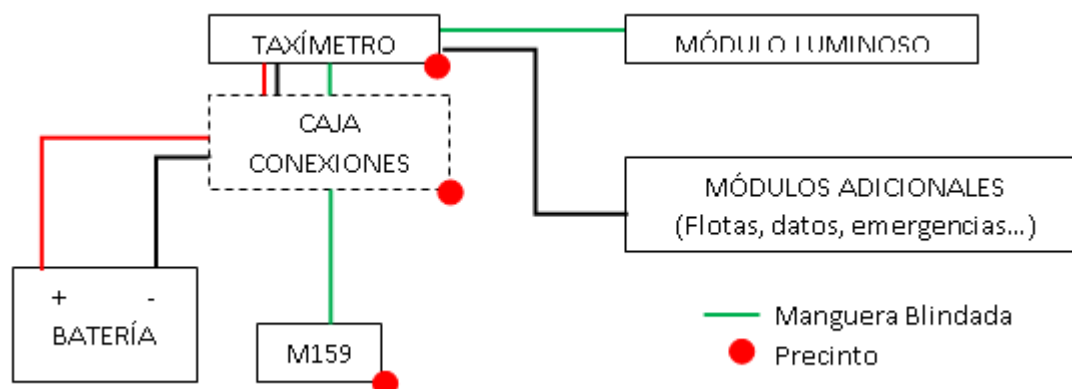 TAXÍMETRO
MÓDULO LUMINOSO
CAJA
CONEXIONES
MÓDULOS ADICIONALES
(Flotas, datos, emergencias...)
+ -
BATERÍA
M159
Manguera Blindada
Precinto